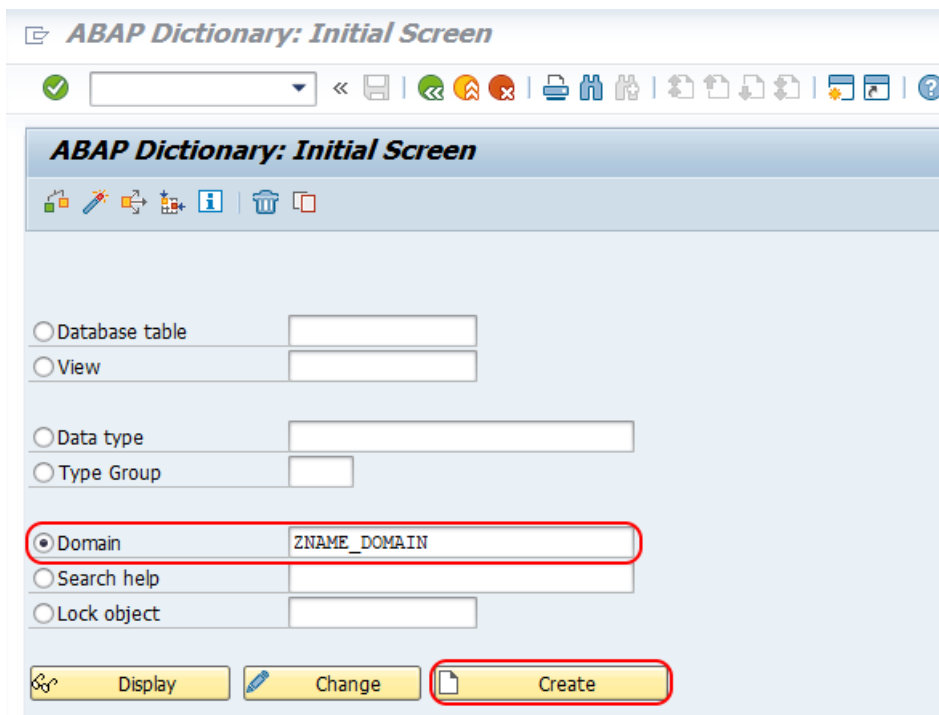 ABAP Dictionary: Initial Screen
ABAP Dictionary: Initial Screen
Database table
View
Data type
Type Group
Domain ZNAME_DOMAIN
Search help
Lock object
Display Change Create